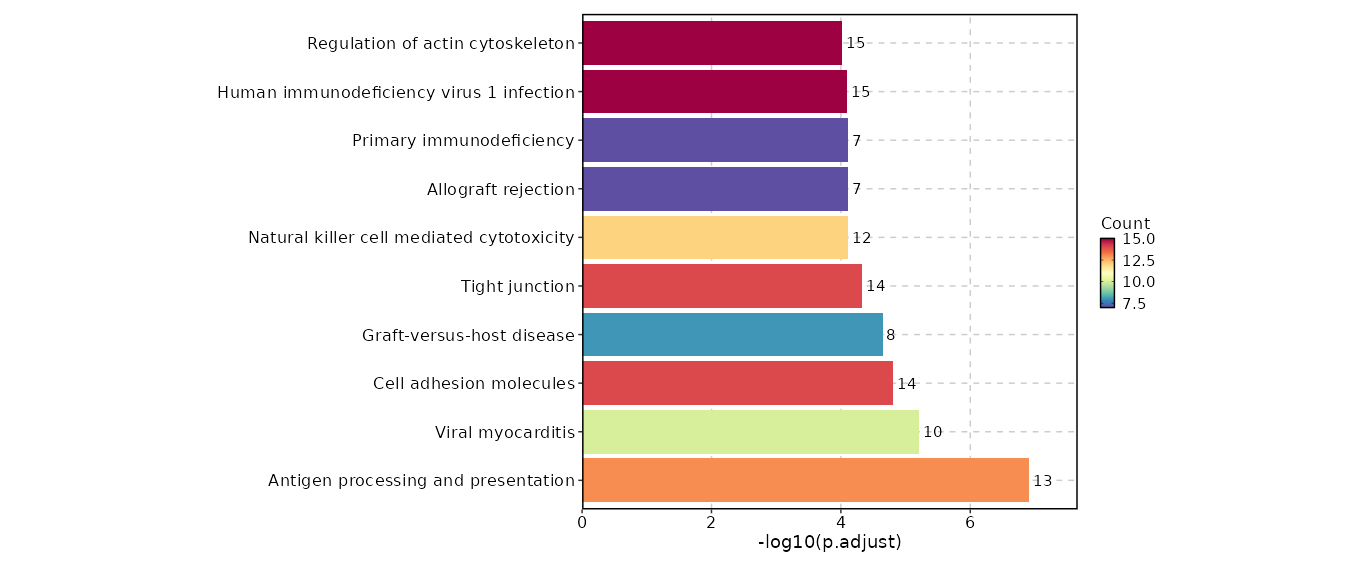 Regulation of actin cytoskeleton 15
Human immunodeficiency virus 1 infection 15
Primary immunodeficiency 7
Allograft rejection 7
Natural killer cell mediated cytotoxicity 12
Tight junction 14
Graft-versus-host disease 8
Cell adhesion molecules 14
Viral myocarditis 10
Antigen processing and presentation 13
0 2 4 6
-log10(p.adjust)
Count
15.0
12.5
10.0
7.5